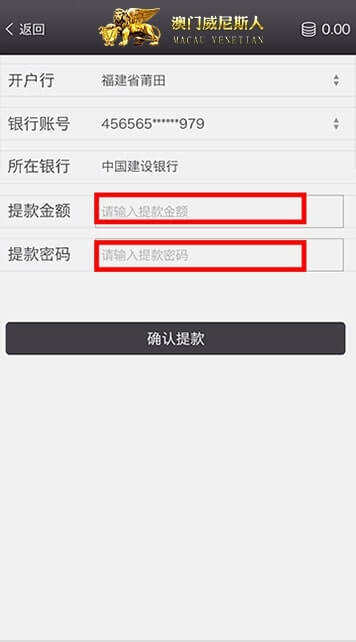 返回
澳门威尼斯人
MACAU VENETIAN
0.00
开户行 福建省莆田
银行账号 456565******979
所在银行 中国建设银行
提款金额 请输入提款金额
提款密码 请输入提款密码
确认提款